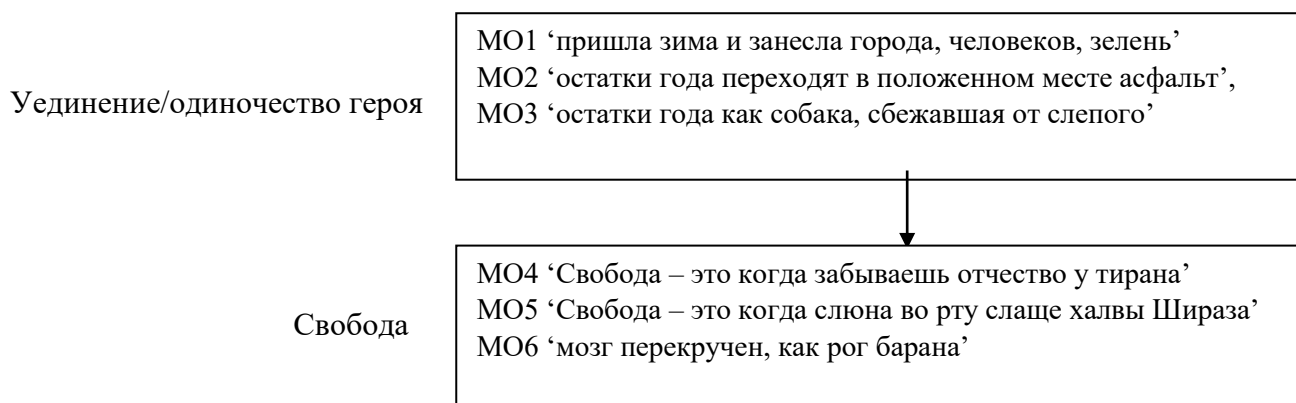 МО1 ‘пришла зима и занесла города, человеков, зелень’
Уединение/одиночество героя
МО2 ‘остатки года переходят в положенном месте асфальт’,
МО3 ‘остатки года как собака, сбежавшая от слепого’
МО4 ‘Свобода – это когда забываешь отчество у тирана’
Свобода
МО5 ‘Свобода – это когда слюна во рту слаще халвы Шираза’
МО6 ‘мозг перекручен, как рог барана’